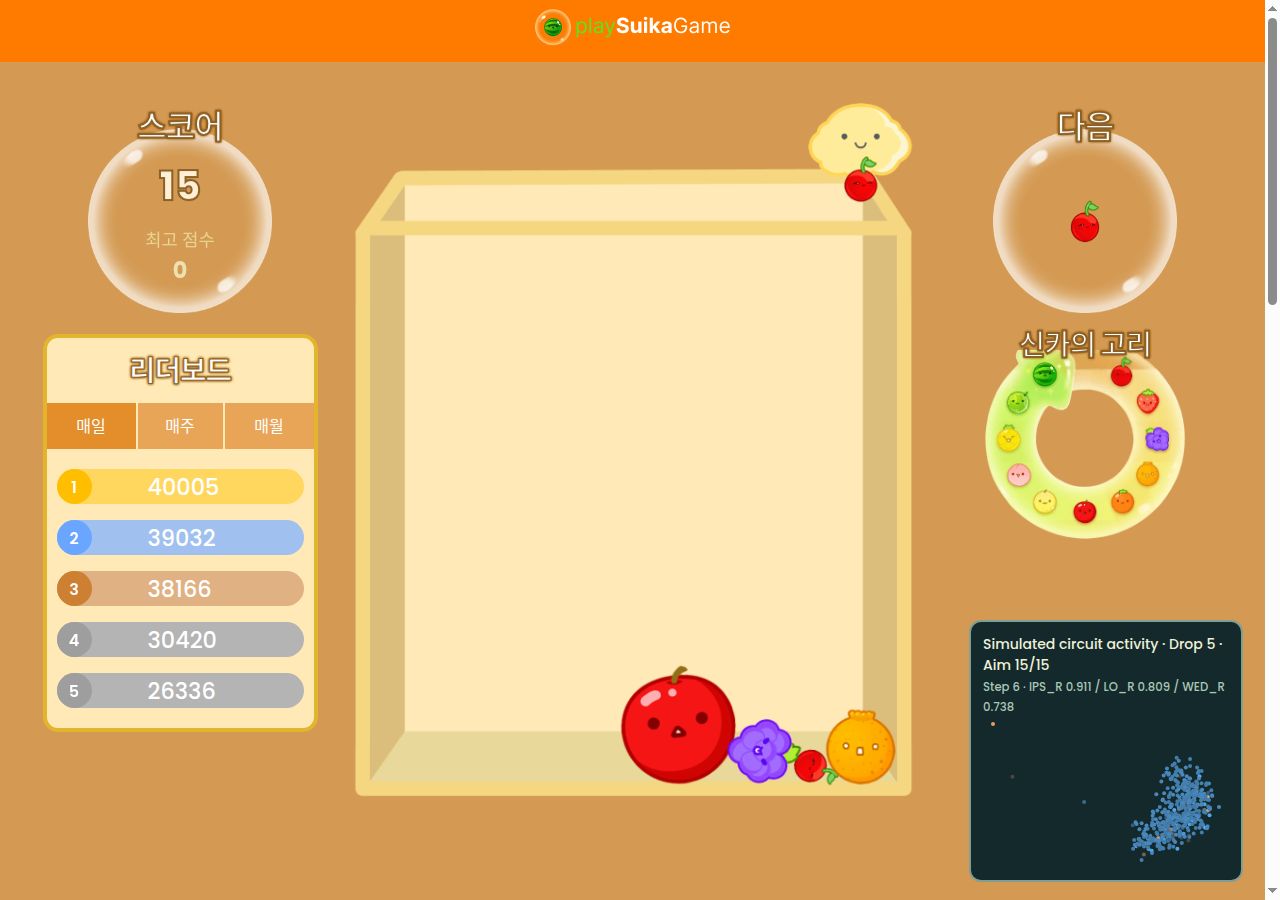 playSuikaGame
스코어
15
최고 점수
0
다음
신카의 고리
리더보드
매일 매주 매월
1 40005
2 39032
3 38166
4 30420
5 26336
Simulated circuit activity · Drop 5 ·
Aim 15/15
Step 6 · IPS_R 0.911 / LO_R 0.809 / WED_R
0.738